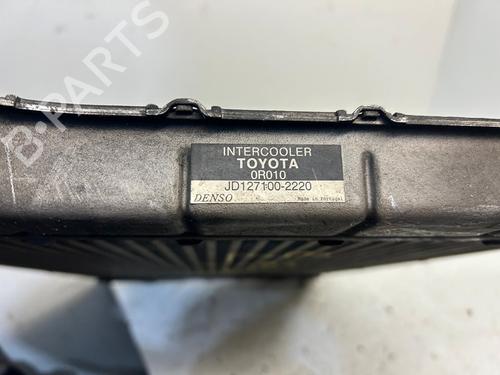 B-PARTS
INTERCOOLER
TOYOTA
0R010
JD127100-2220
DENSO Made in Portugal